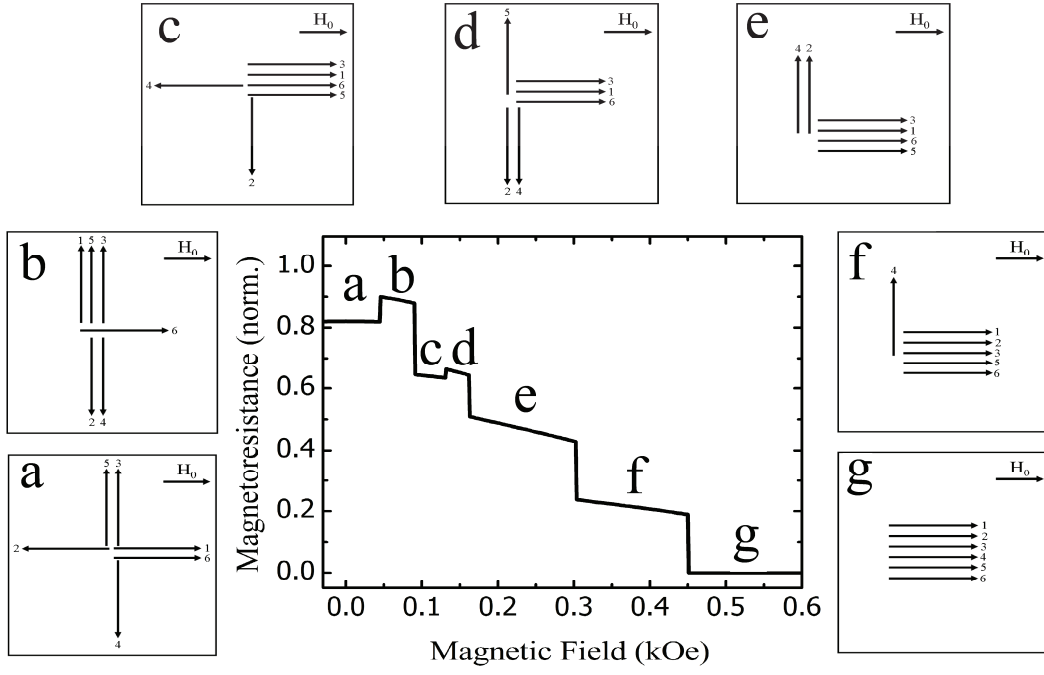 c
H₀
3
1
4
6
5
2
d
H₀
5
3
1
6
2 4
e
H₀
4 2
3
1
6
5
b
H₀
1 5 3
6
2 4
a
H₀
5 3
2
1
6
4
Magnetoresistance (norm.)
1.0
0.8
0.6
0.4
0.2
0.0
a
b
c
d
e
f
g
0.0 0.1 0.2 0.3 0.4 0.5 0.6
Magnetic Field (kOe)
f
H₀
4
1
2
3
5
6
g
H₀
1
2
3
4
5
6